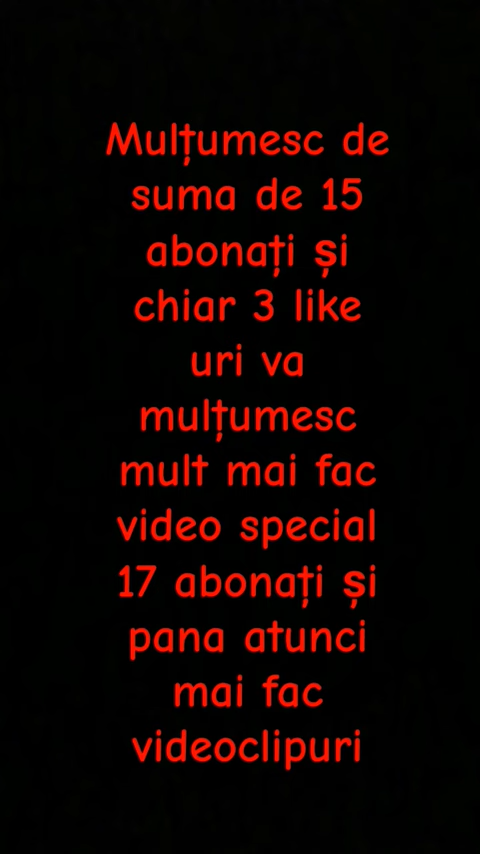 Mulțumesc de
suma de 15
abonați și
chiar 3 like
uri va
mulțumesc
mult mai fac
video special
17 abonați și
pana atunci
mai fac
videoclipuri